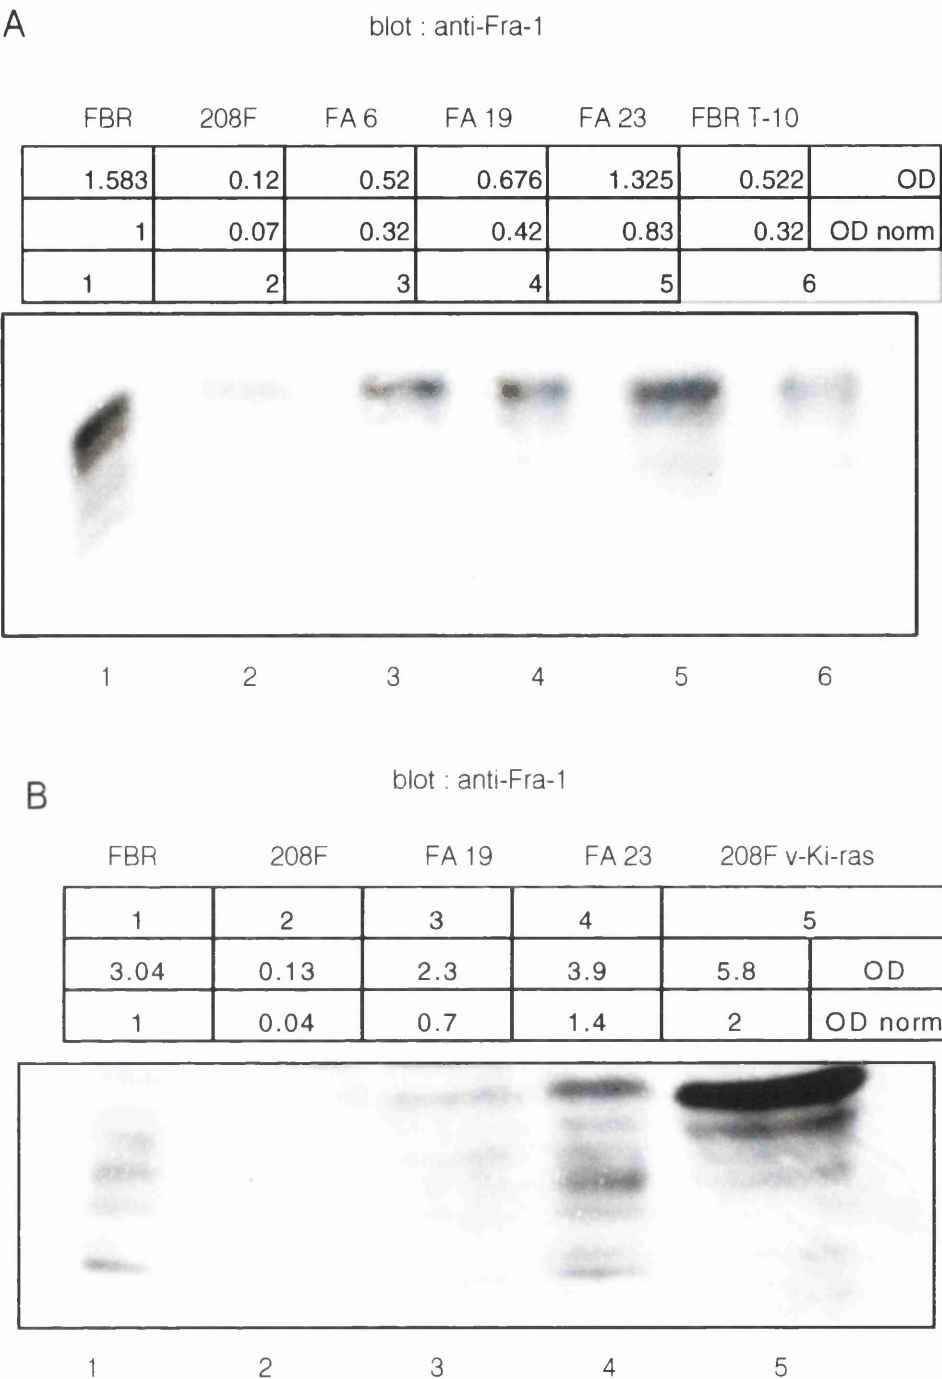 A
blot : anti-Fra-1
FBR 208F FA 6 FA 19 FA 23 FBR T-10
1.583 0.12 0.52 0.676 1.325 0.522 OD
1 0.07 0.32 0.42 0.83 0.32 OD norm
1 2 3 4 5 6
1 2 3 4 5 6
blot : anti-Fra-1
B
FBR 208F FA 19 FA 23 208F v-Ki-ras
1 2 3 4 5
3.04 0.13 2.3 3.9 5.8 OD
1 0.04 0.7 1.4 2 OD norm
1 2 3 4 5